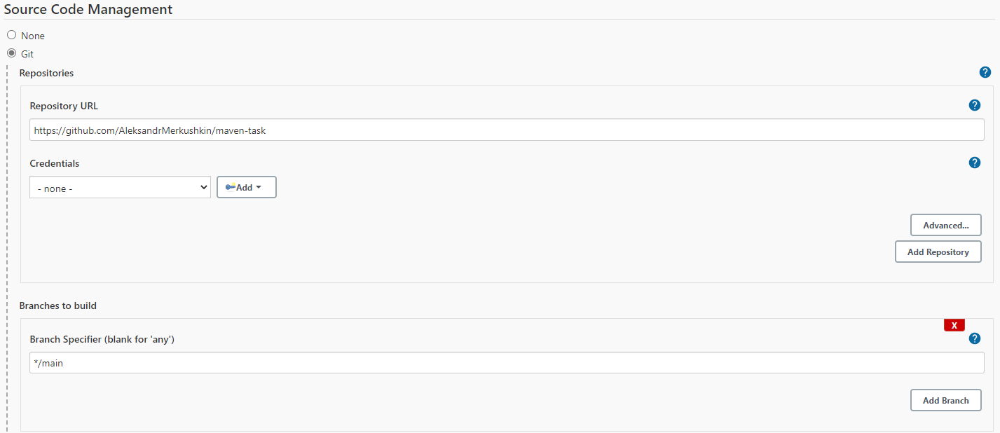 Source Code Management
None
Git
Repositories
?
Repository URL
?
https://github.com/AleksandrMerkushkin/maven-task
Credentials
?
- none -
Add
Advanced...
Add Repository
Branches to build
X
Branch Specifier (blank for 'any')
?
*/main
Add Branch